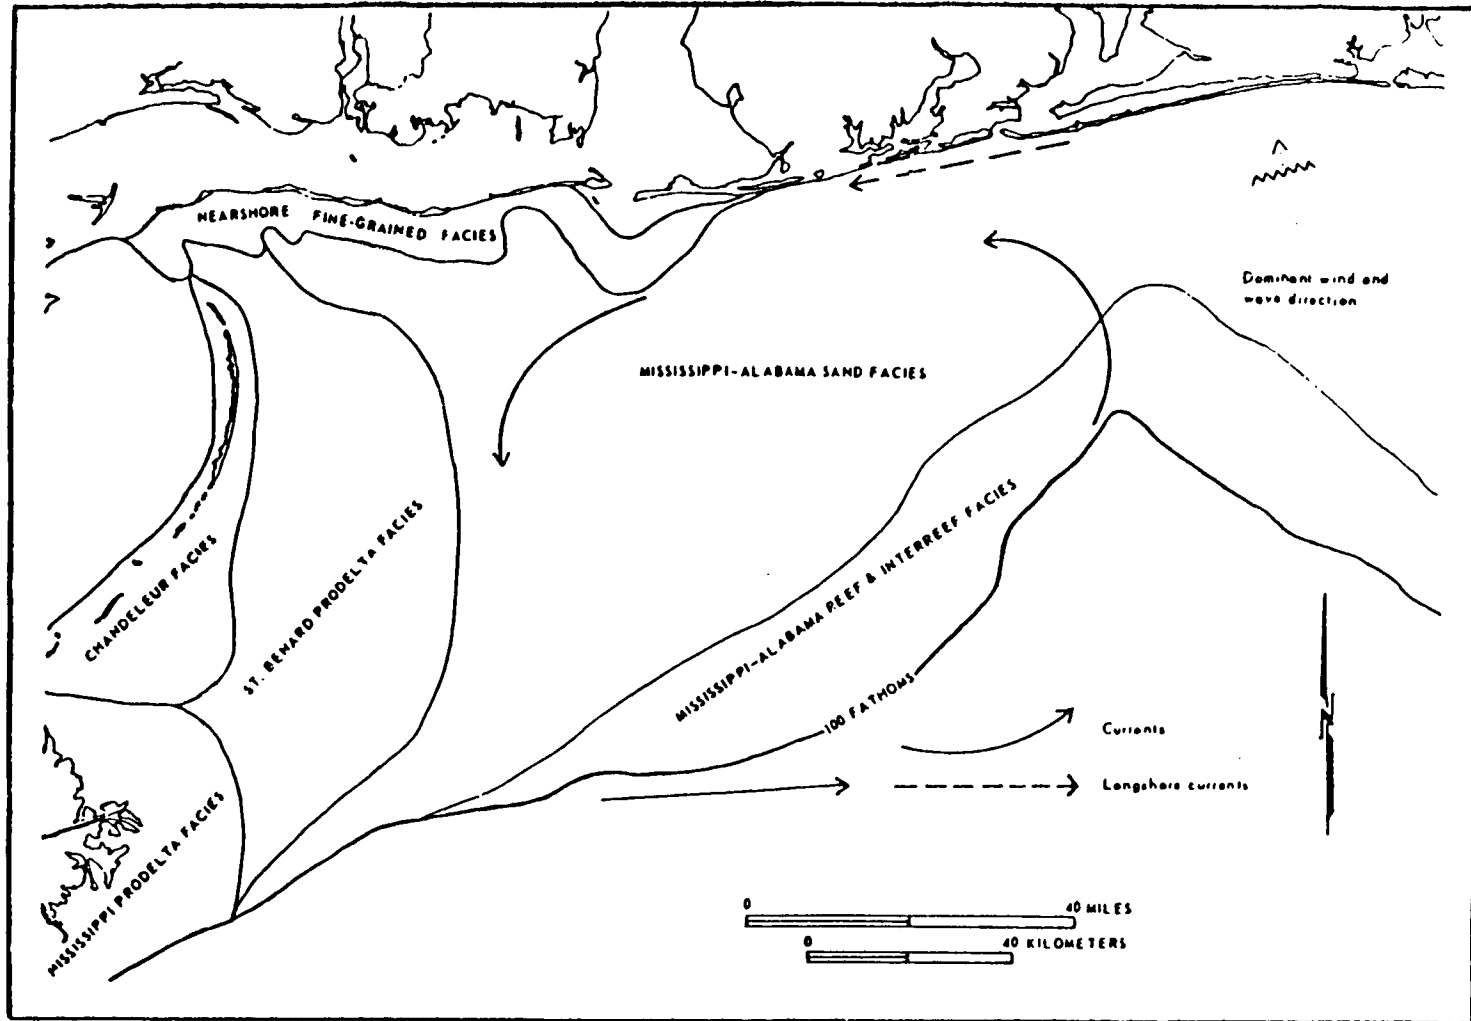 NEARSHORE FINE-GRAINED FACIES
Dominant wind and
wave direction
MISSISSIPPI-ALABAMA SAND FACIES
CHANDELEUR FACIES
ST. BENARD PRODELTA FACIES
MISSISSIPPI-ALABAMA REEF & INTERREEF FACIES
100 FATHOMS
N
Currents
Longshore currents
MISSISSIPPI PRODELTA FACIES
0 40 MILES
0 40 KILOMETERS